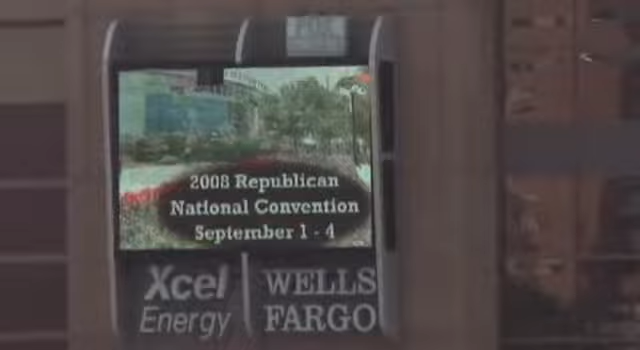 2008 Republican
National Convention
September 1 - 4
Xcel
Energy
WELLS
FARGO